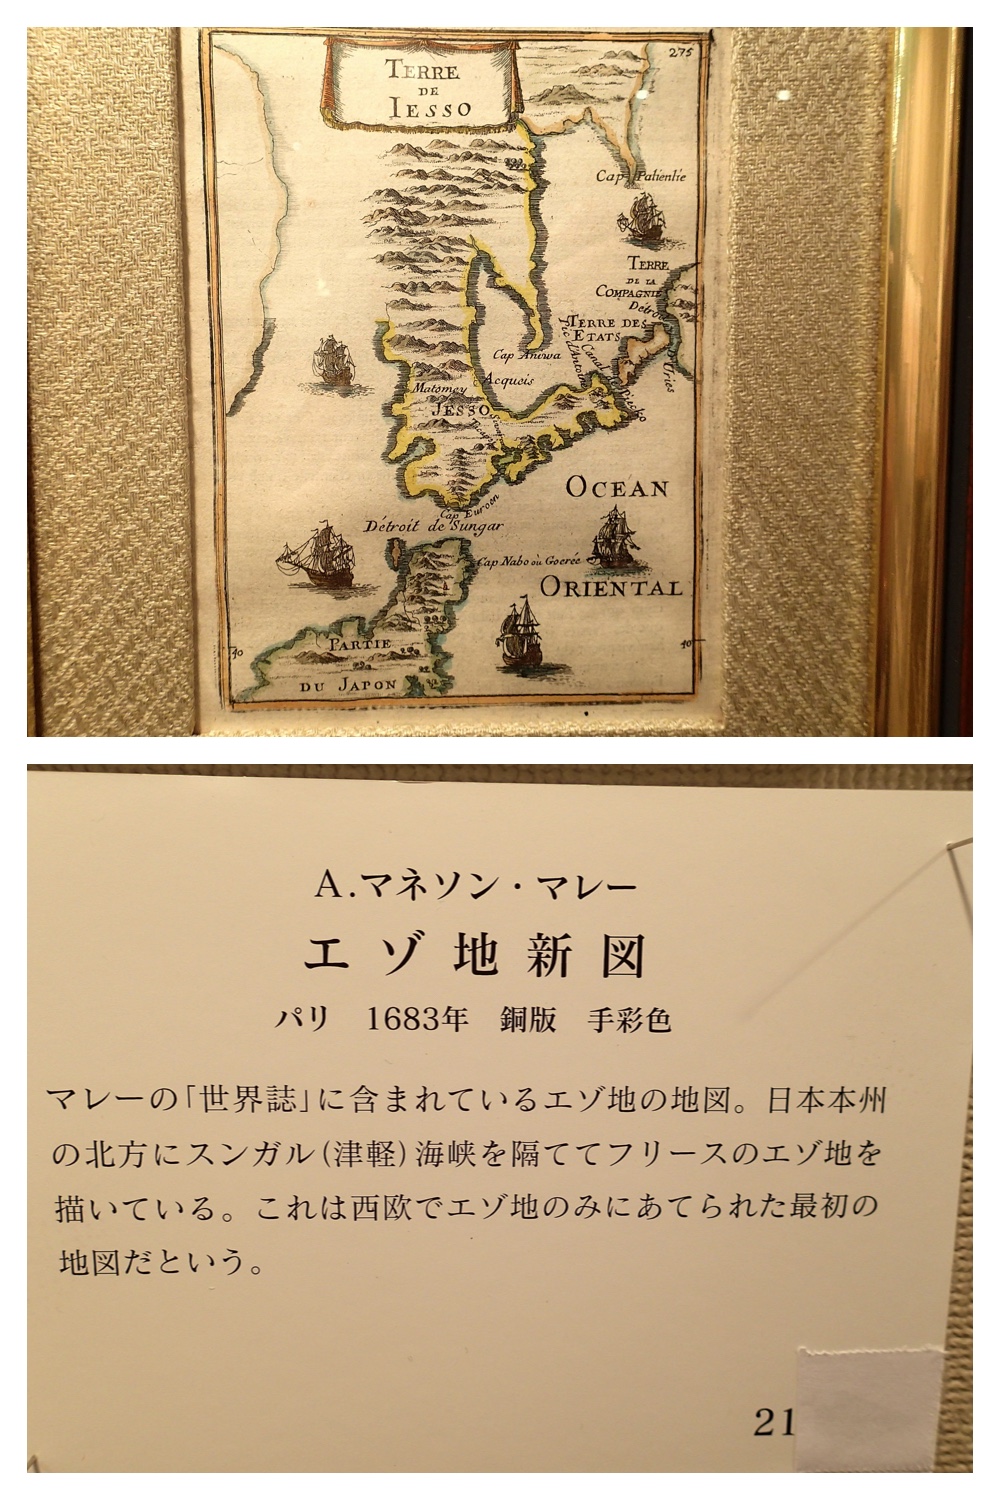 275
TERRE
DE
IESSO
Cap Patientie
TERRE
DE LA
COMPAGNIE
Détroit
d'Uries
TERRE DES
ETATS
Pic d'Antoine
Canal
Cap Aniwa
Acqueis
Matomey
JESSO
OCEAN
Cap Euroen
Détroit de Sungar
Cap Nabo où Goerée
ORIENTAL
40
40
PARTIE
DU JAPON
A.マネソン・マレー
エゾ地新図
パリ　1683年　銅版　手彩色
マレーの「世界誌」に含まれているエゾ地の地図。日本本州
の北方にスンガル(津軽)海峡を隔ててフリースのエゾ地を
描いている。これは西欧でエゾ地のみにあてられた最初の
地図だという。
21